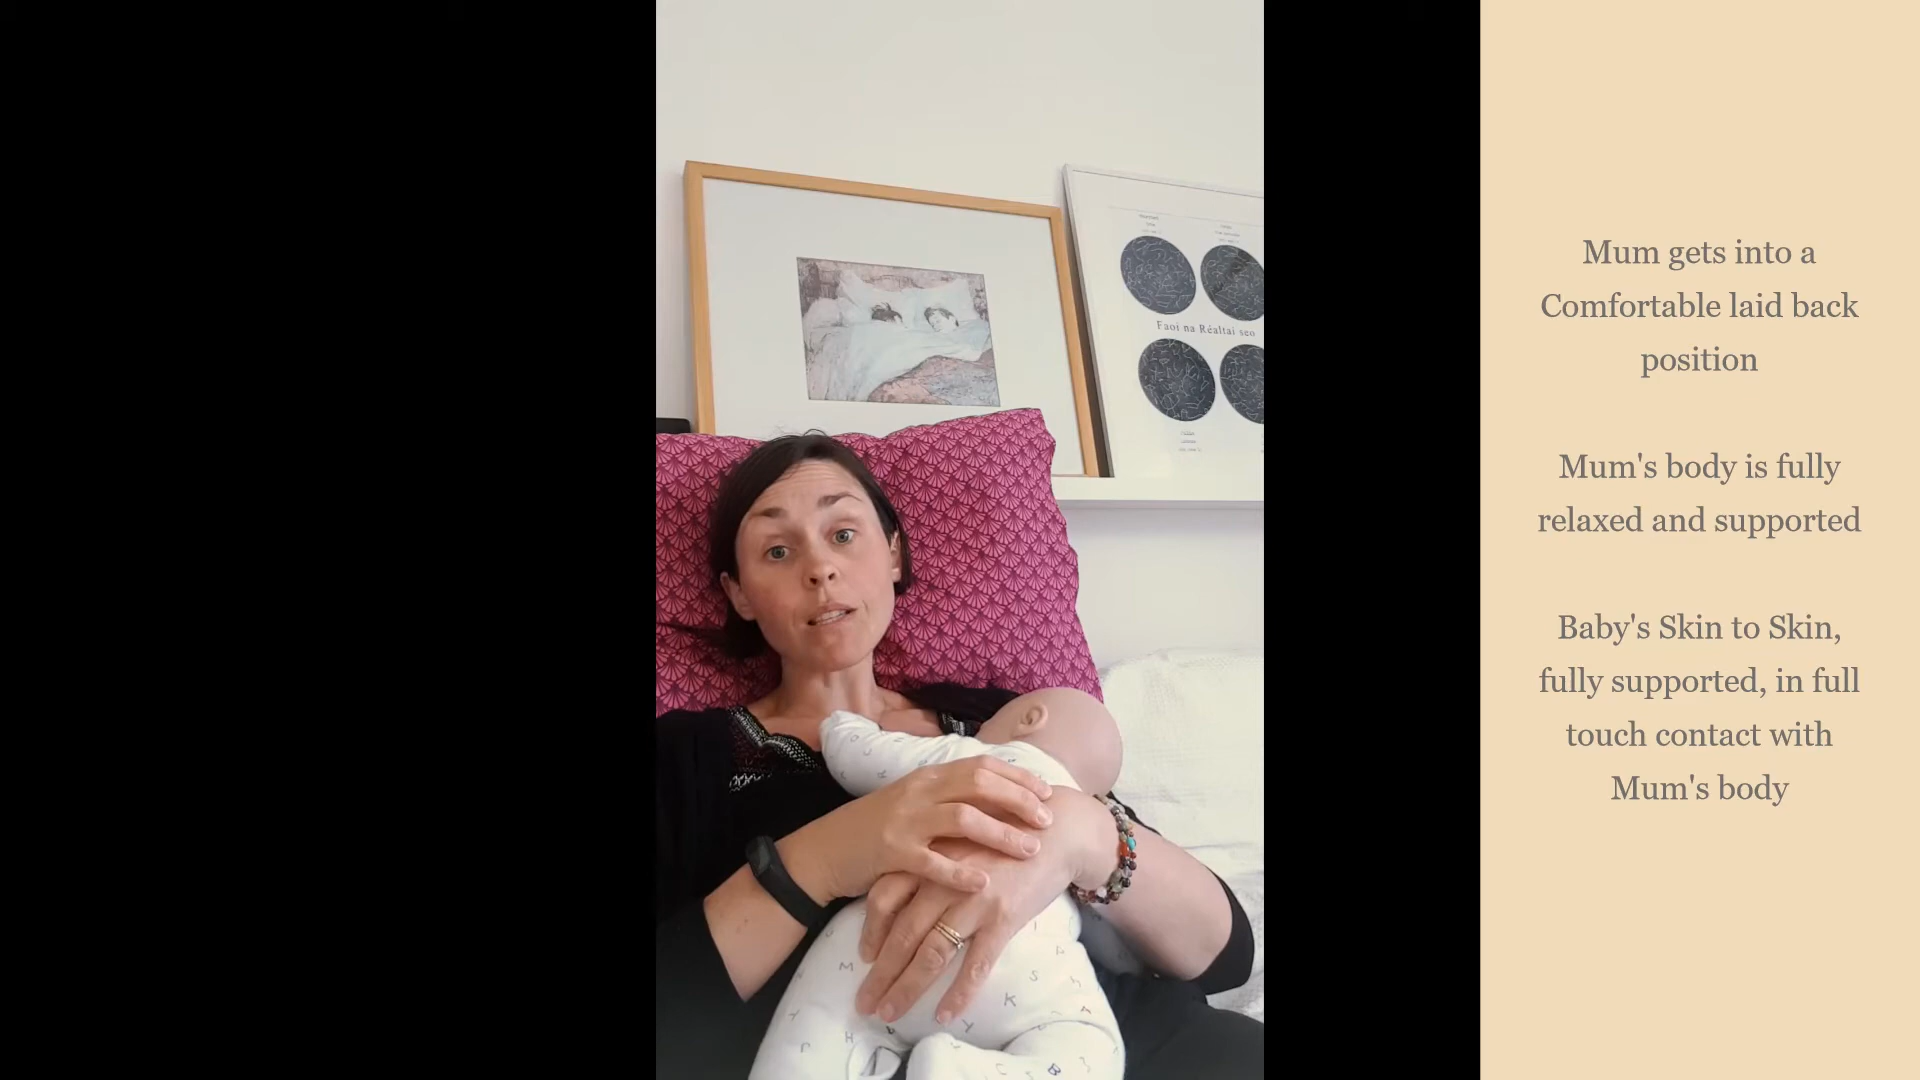 Faoi na Réaltaí seo
Mum gets into a
Comfortable laid back
position
Mum's body is fully
relaxed and supported
Baby's Skin to Skin,
fully supported, in full
touch contact with
Mum's body